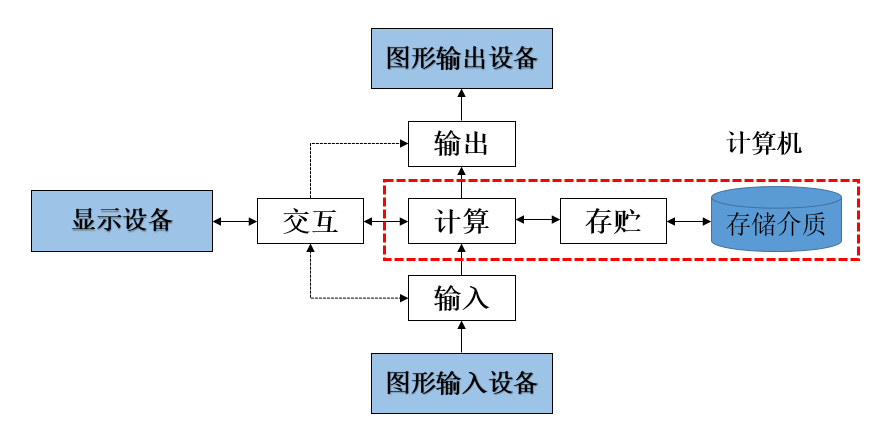 图形输出设备
输出
计算机
显示设备
交互
计算
存贮
存储介质
输入
图形输入设备